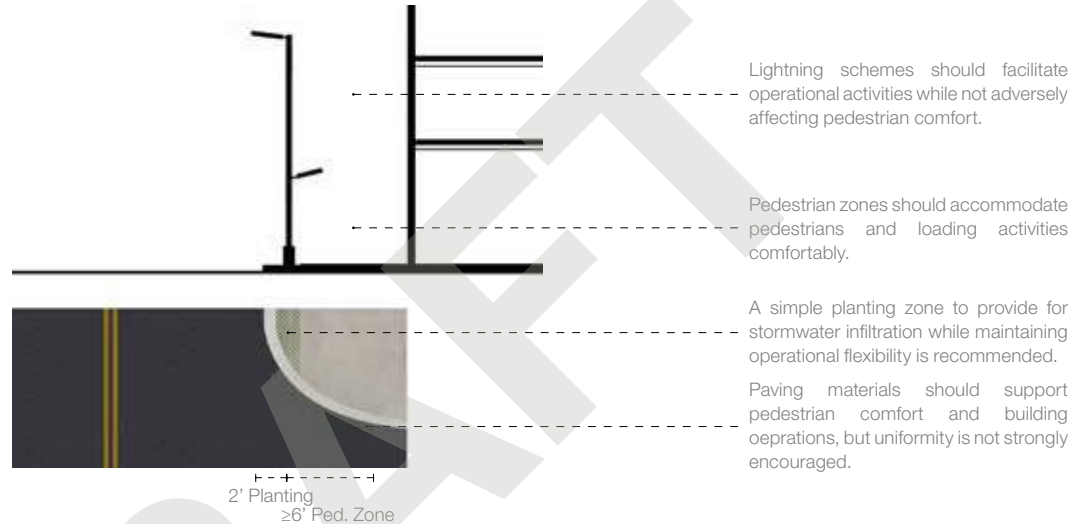 Lightning schemes should facilitate
operational activities while not adversely
affecting pedestrian comfort.
Pedestrian zones should accommodate
pedestrians and loading activities
comfortably.
A simple planting zone to provide for
stormwater infiltration while maintaining
operational flexibility is recommended.
Paving materials should support
pedestrian comfort and building
oeprations, but uniformity is not strongly
encouraged.
2’ Planting
≥6’ Ped. Zone
RAFT